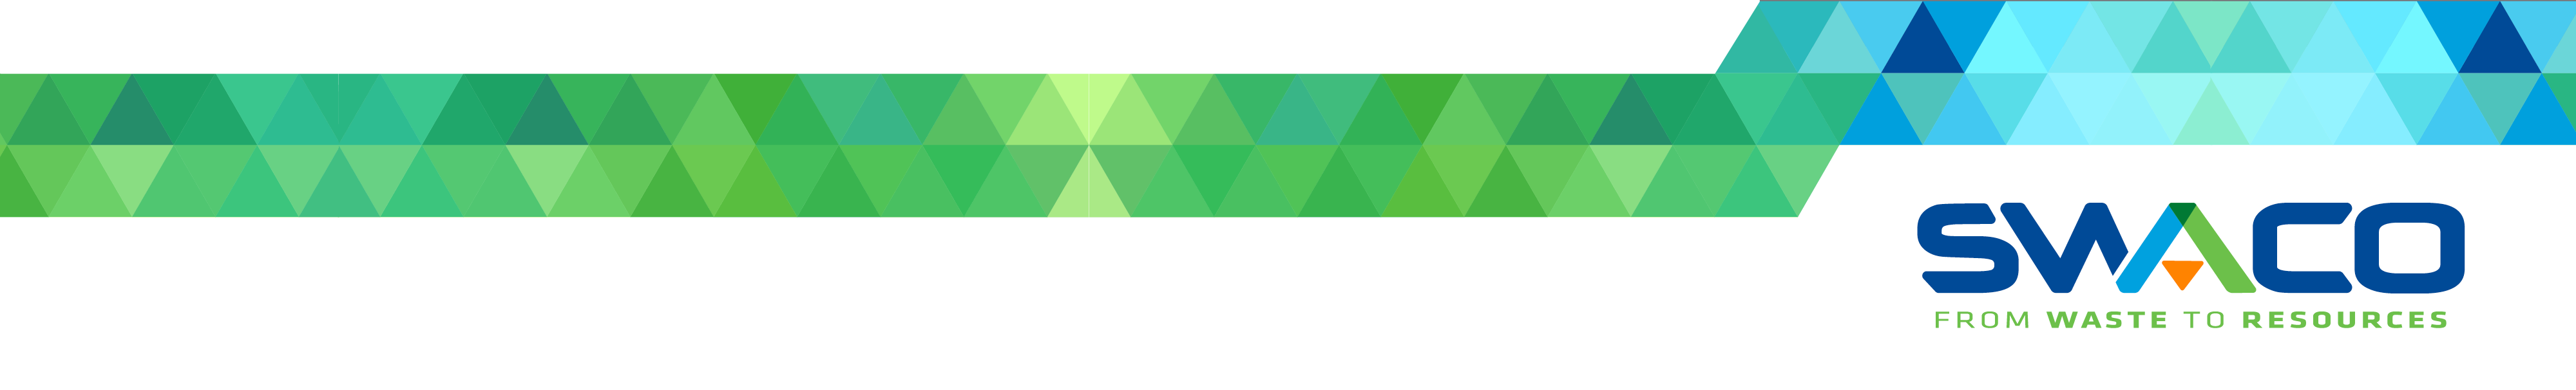 SWACO
FROM WASTE TO RESOURCES